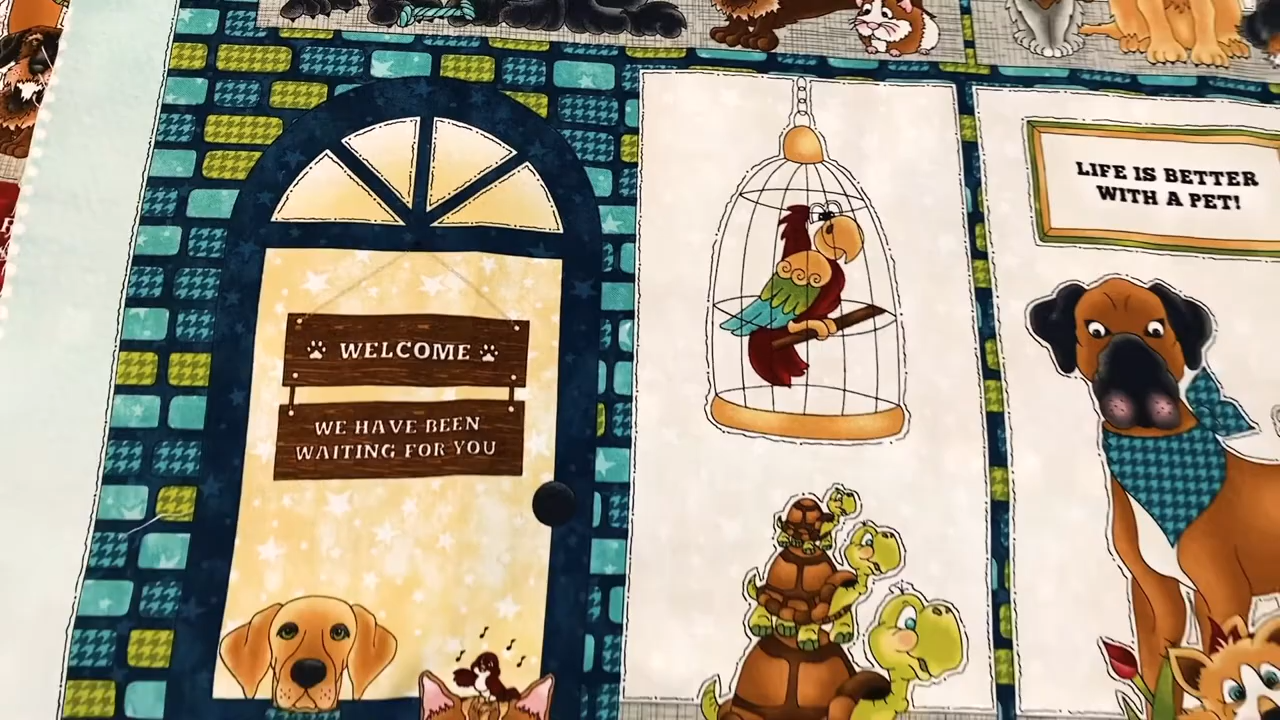 WELCOME
WE HAVE BEEN
WAITING FOR YOU
LIFE IS BETTER
WITH A PET!